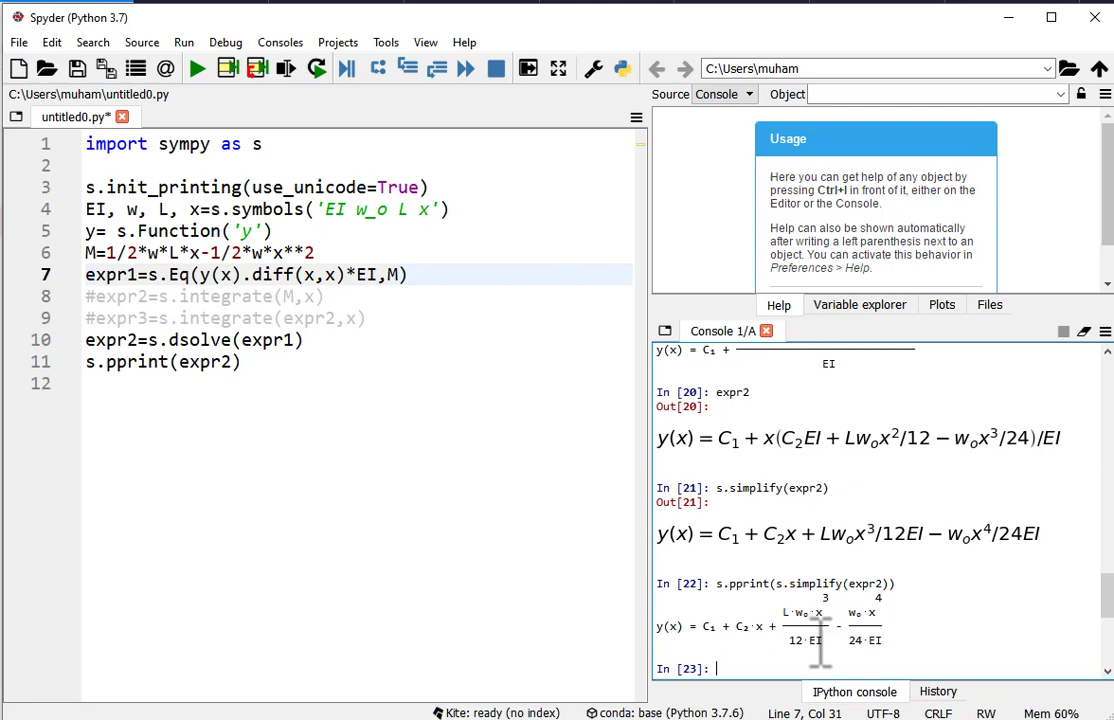 Spyder (Python 3.7)
File Edit Search Source Run Debug Consoles Projects Tools View Help
C:\Users\muham
C:\Users\muham\untitled0.py
Source Console Object
untitled0.py*
1 import sympy as s
2
3 s.init_printing(use_unicode=True)
4 EI, w, L, x=s.symbols('EI w_o L x')
5 y= s.Function('y')
6 M=1/2*w*L*x-1/2*w*x**2
7 expr1=s.Eq(y(x).diff(x,x)*EI,M)
8 #expr2=s.integrate(M,x)
9 #expr3=s.integrate(expr2,x)
10 expr2=s.dsolve(expr1)
11 s.pprint(expr2)
12
Usage
Here you can get help of any object by
pressing Ctrl+I in front of it, either on the
Editor or the Console.
Help can also be shown automatically
after writing a left parenthesis next to an
object. You can activate this behavior in
Preferences > Help.
Help Variable explorer Plots Files
Console 1/A
y(x) = C₁ + 
EI
In [20]: expr2
Out[20]:
y(x) = C₁ + x(C₂EI + Lwₒx²/12 − wₒx³/24)/EI
In [21]: s.simplify(expr2)
Out[21]:
y(x) = C₁ + C₂x + Lwₒx³/12EI − wₒx⁴/24EI
In [22]: s.pprint(s.simplify(expr2))
3 4
L⋅wₒ⋅x wₒ⋅x
y(x) = C₁ + C₂⋅x + ─────── - ─────
12⋅EI 24⋅EI
In [23]:
IPython console History
Kite: ready (no index) conda: base (Python 3.7.6) Line 7, Col 31 UTF-8 CRLF RW Mem 60%